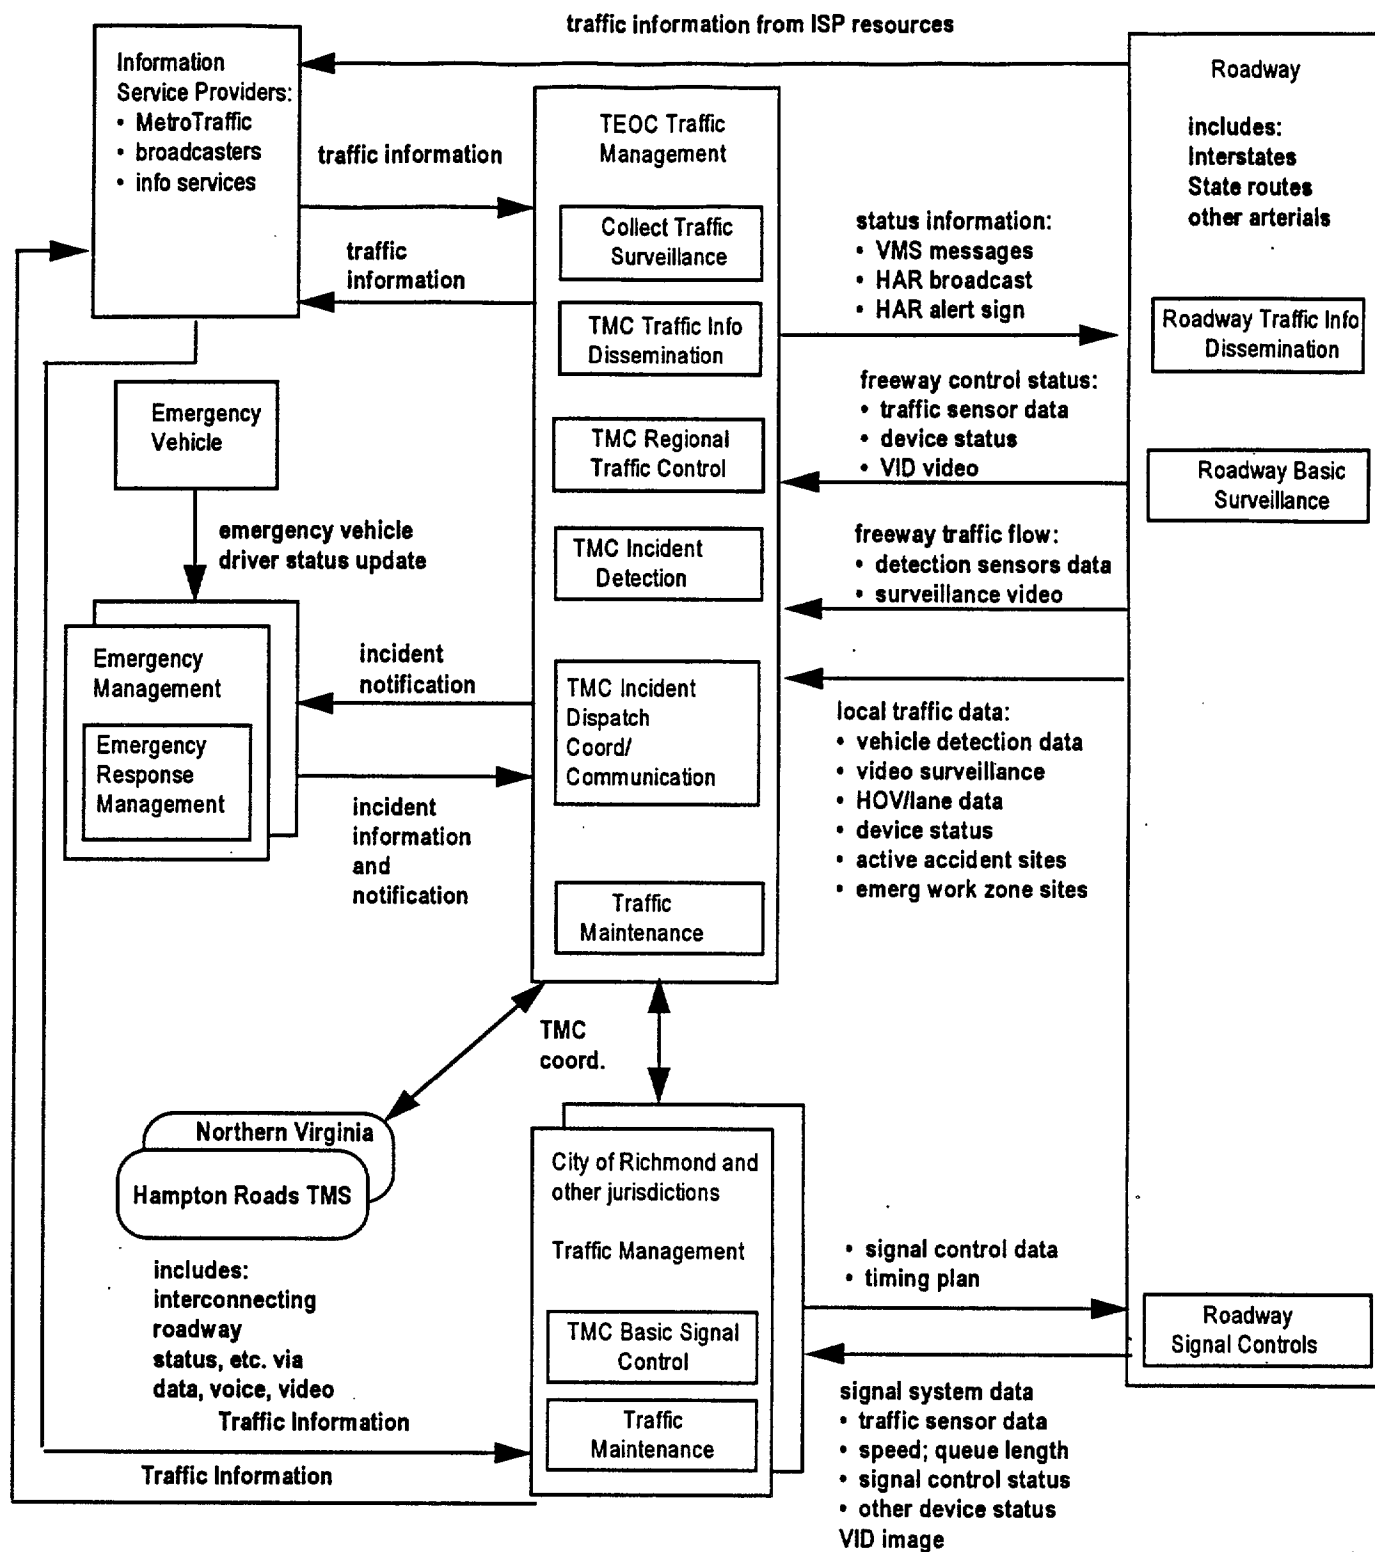 traffic information from ISP resources
Information
Service Providers:
• MetroTraffic
• broadcasters
• info services
traffic information
traffic
information
TEOC Traffic
Management
Collect Traffic
Surveillance
TMC Traffic Info
Dissemination
TMC Regional
Traffic Control
TMC Incident
Detection
TMC Incident
Dispatch
Coord/
Communication
Traffic
Maintenance
status information:
• VMS messages
• HAR broadcast
• HAR alert sign
freeway control status:
• traffic sensor data
• device status
• VID video
freeway traffic flow:
• detection sensors data
• surveillance video
local traffic data:
• vehicle detection data
• video surveillance
• HOV/lane data
• device status
• active accident sites
• emerg work zone sites
Roadway
includes:
Interstates
State routes
other arterials
Roadway Traffic Info
Dissemination
Roadway Basic
Surveillance
Emergency
Vehicle
emergency vehicle
driver status update
Emergency
Management
Emergency
Response
Management
incident
notification
incident
information
and
notification
TMC
coord.
Northern Virginia
Hampton Roads TMS
includes:
interconnecting
roadway
status, etc. via
data, voice, video
Traffic Information
Traffic Information
City of Richmond and
other jurisdictions
Traffic Management
TMC Basic Signal
Control
Traffic
Maintenance
• signal control data
• timing plan
Roadway
Signal Controls
signal system data
• traffic sensor data
• speed; queue length
• signal control status
• other device status
VID image